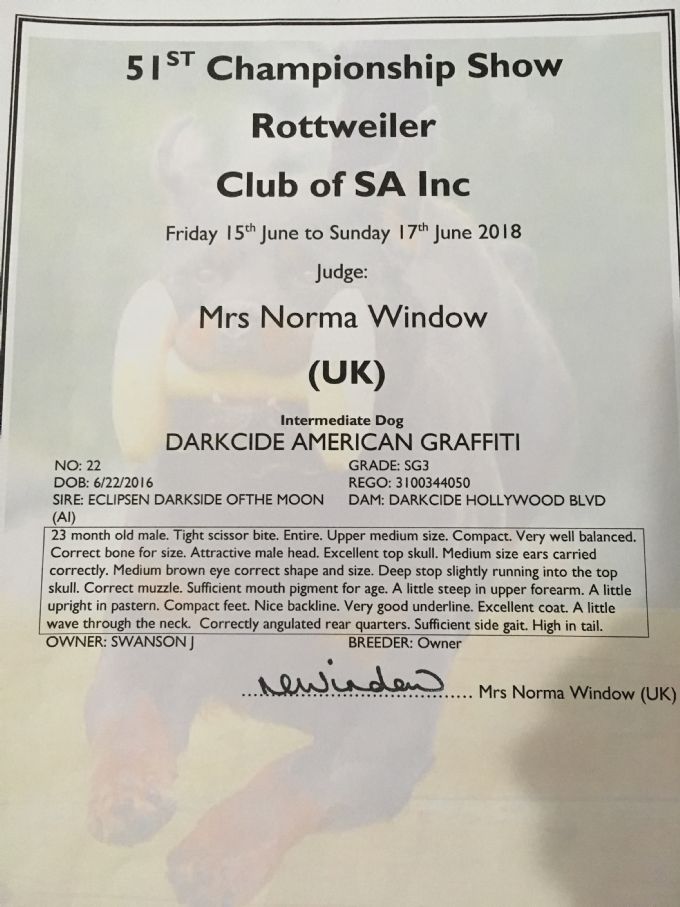 51ST Championship Show
Rottweiler
Club of SA Inc
Friday 15th June to Sunday 17th June 2018
Judge:
Mrs Norma Window
(UK)
Intermediate Dog
DARKCIDE AMERICAN GRAFFITI
NO: 22 GRADE: SG3
DOB: 6/22/2016 REGO: 3100344050
SIRE: ECLIPSEN DARKSIDE OFTHE MOON DAM: DARKCIDE HOLLYWOOD BLVD
(AI)
23 month old male. Tight scissor bite. Entire. Upper medium size. Compact. Very well balanced.
Correct bone for size. Attractive male head. Excellent top skull. Medium size ears carried
correctly. Medium brown eye correct shape and size. Deep stop slightly running into the top
skull. Correct muzzle. Sufficient mouth pigment for age. A little steep in upper forearm. A little
upright in pastern. Compact feet. Nice backline. Very good underline. Excellent coat. A little
wave through the neck. Correctly angulated rear quarters. Sufficient side gait. High in tail.
OWNER: SWANSON J BREEDER: Owner
NEWindow ....................... Mrs Norma Window (UK)